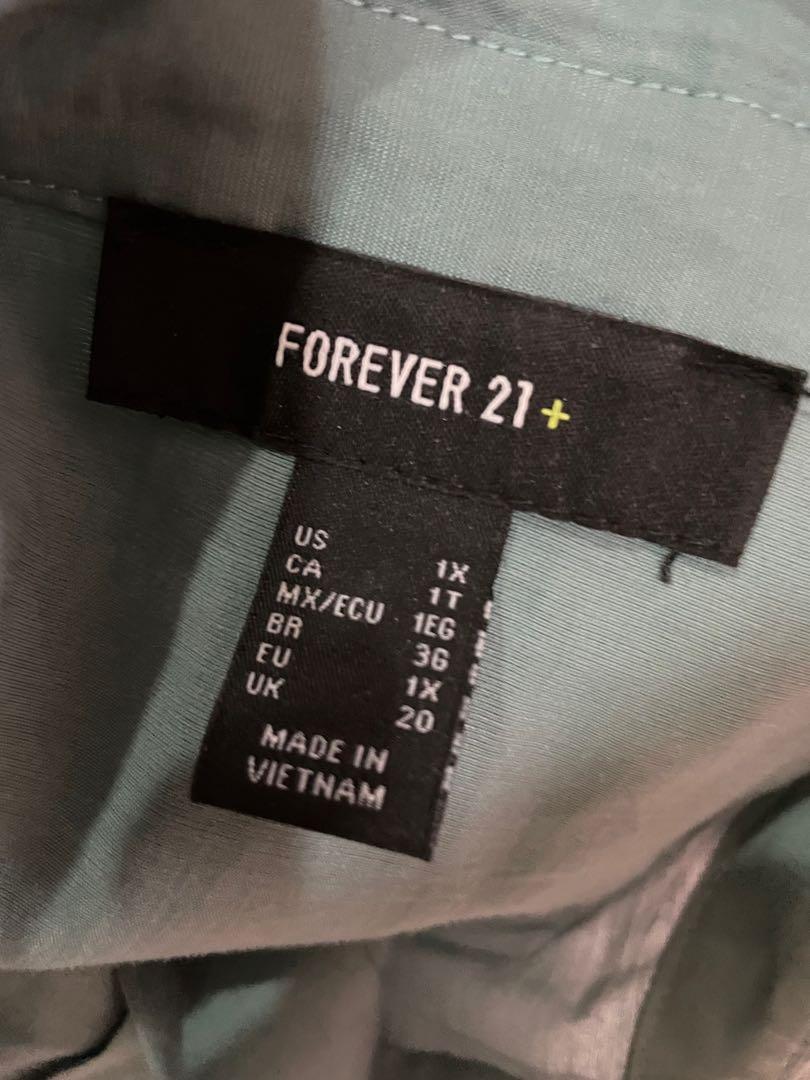 FOREVER 21+
US 1X
CA 1T
MX/ECU 1EG
BR 3G
EU 1X
UK 20
MADE IN
VIETNAM